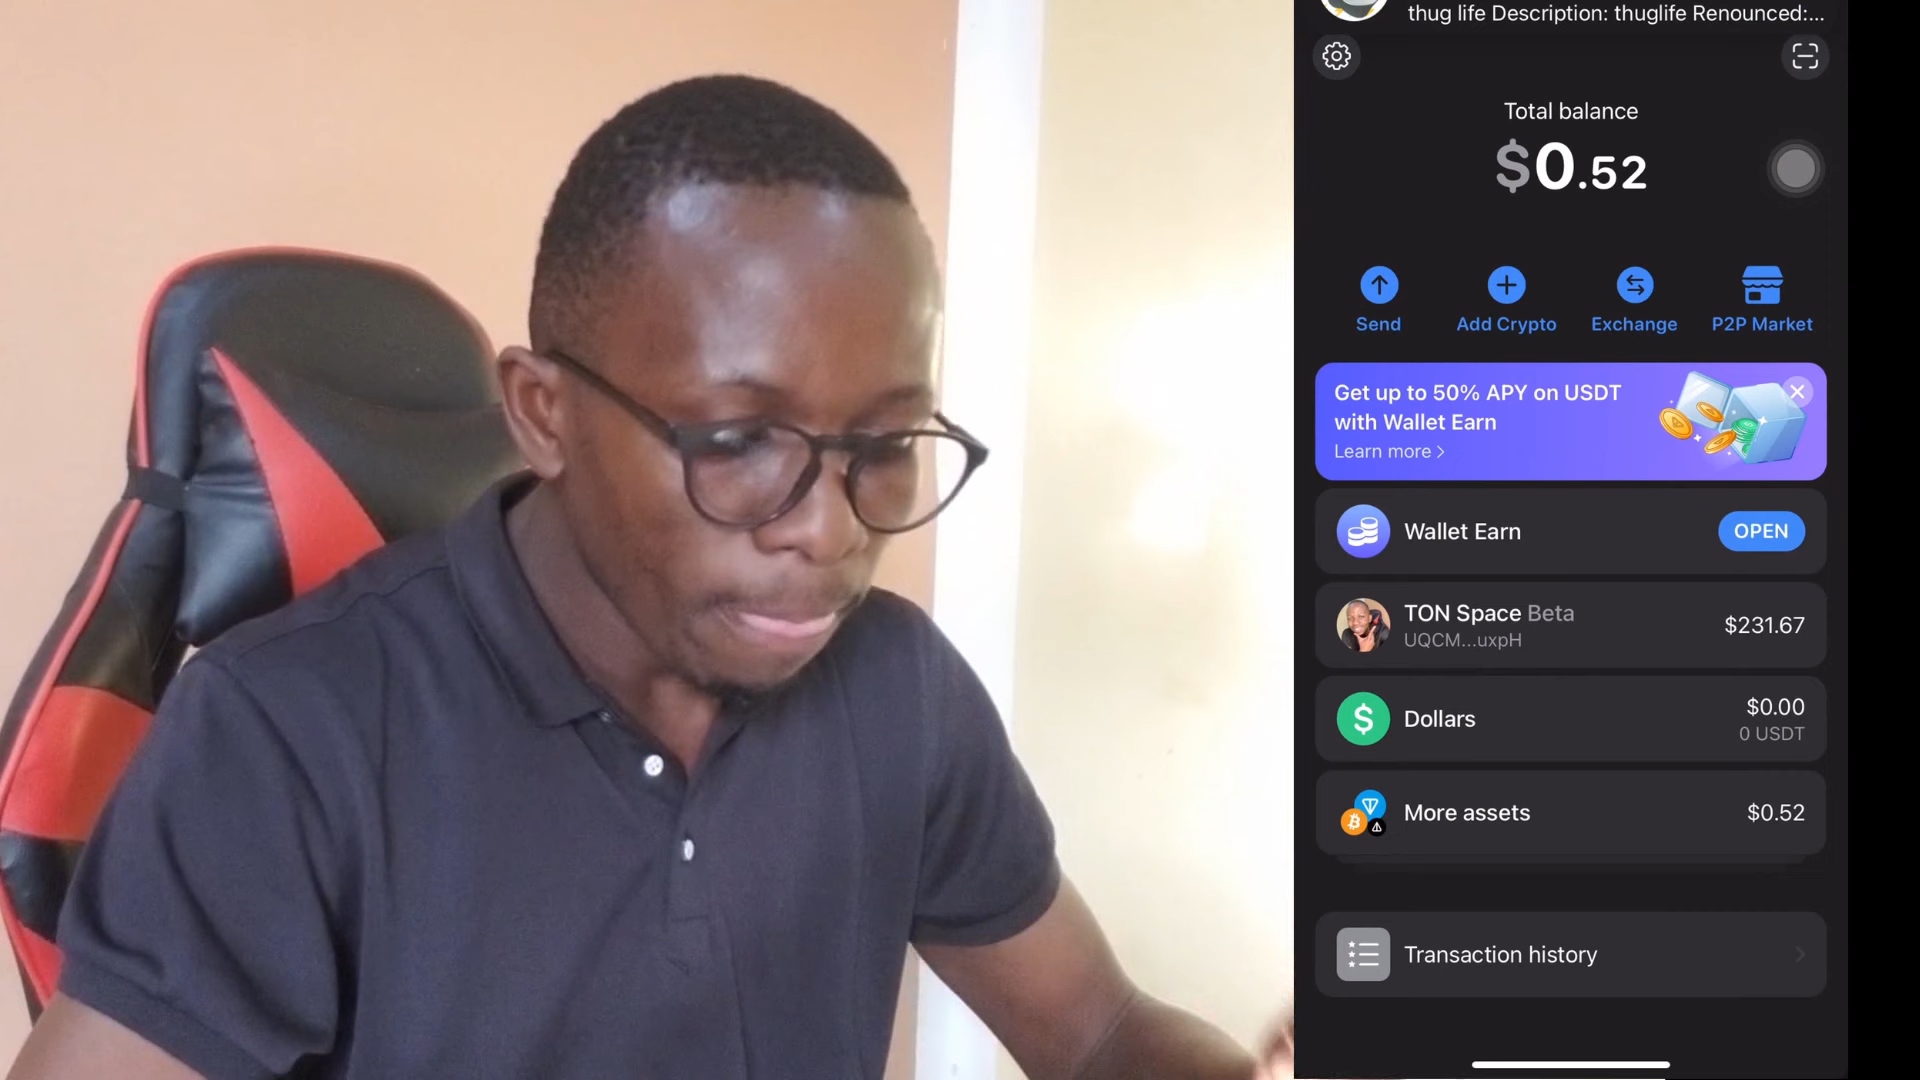 thug life Description: thuglife Renounced:...
Total balance
$0.52
Send
Add Crypto
Exchange
P2P Market
Get up to 50% APY on USDT
with Wallet Earn
Learn more >
Wallet Earn
OPEN
TON Space Beta
$231.67
UQCM...uxpH
Dollars
$0.00
0 USDT
More assets
$0.52
Transaction history